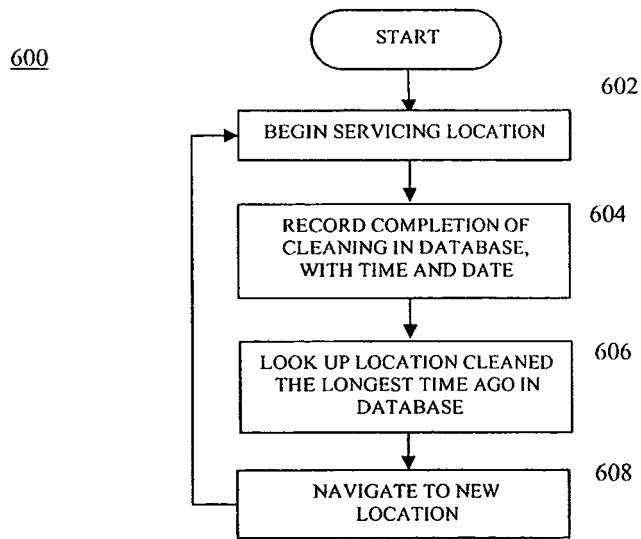 600
START
602
BEGIN SERVICING LOCATION
604
RECORD COMPLETION OF
CLEANING IN DATABASE,
WITH TIME AND DATE
606
LOOK UP LOCATION CLEANED
THE LONGEST TIME AGO IN
DATABASE
608
NAVIGATE TO NEW
LOCATION